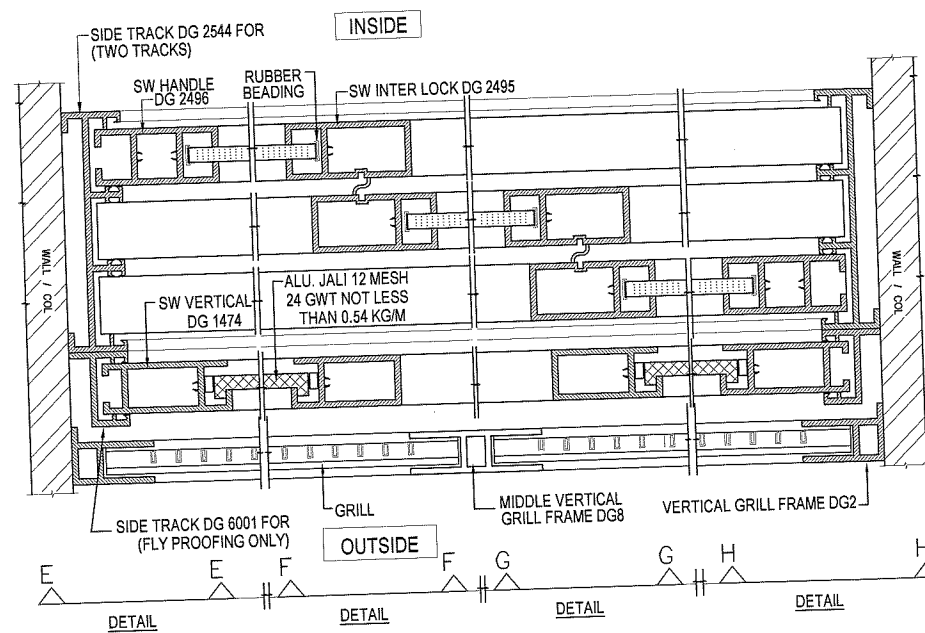 INSIDE
SIDE TRACK DG 2544 FOR
(TWO TRACKS)
SW HANDLE
DG 2496
RUBBER
BEADING
SW INTER LOCK DG 2495
WALL / COL
WALL / COL
ALU. JALI 12 MESH
24 GWT NOT LESS
THAN 0.54 KG/M
SW VERTICAL
DG 1474
GRILL
MIDDLE VERTICAL
GRILL FRAME DG8
VERTICAL GRILL FRAME DG2
SIDE TRACK DG 6001 FOR
(FLY PROOFING ONLY)
OUTSIDE
E E F F G G H H
DETAIL DETAIL DETAIL DETAIL